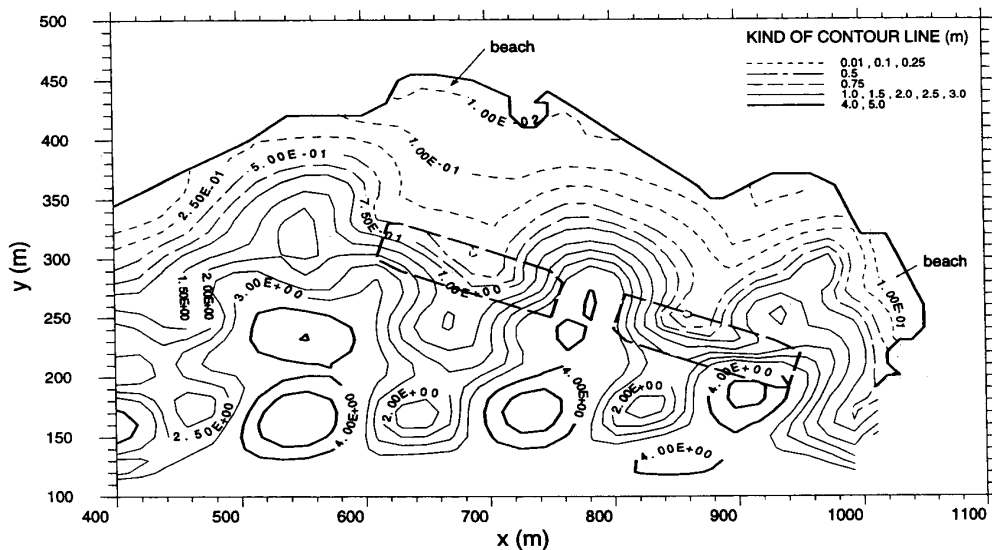 500
450
400
350
300
250
200
150
100
y (m)
400
500
600
700
800
900
1000
1100
x (m)
KIND OF CONTOUR LINE (m)
0.01 , 0.1 , 0.25
0.5
0.75
1.0 , 1.5 , 2.0 , 2.5 , 3.0
4.0 , 5.0
beach
1.00E-02
1.00E-01
5.00E-01
2.50E-01
7.50E-01
1.00E+00
beach
1.00E-01
1.50E+00
2.00E+00
3.00E+00
2.50E+00
4.00E+00
2.00E+00
4.00E+00
2.00E+00
4.00E+00
4.00E+00